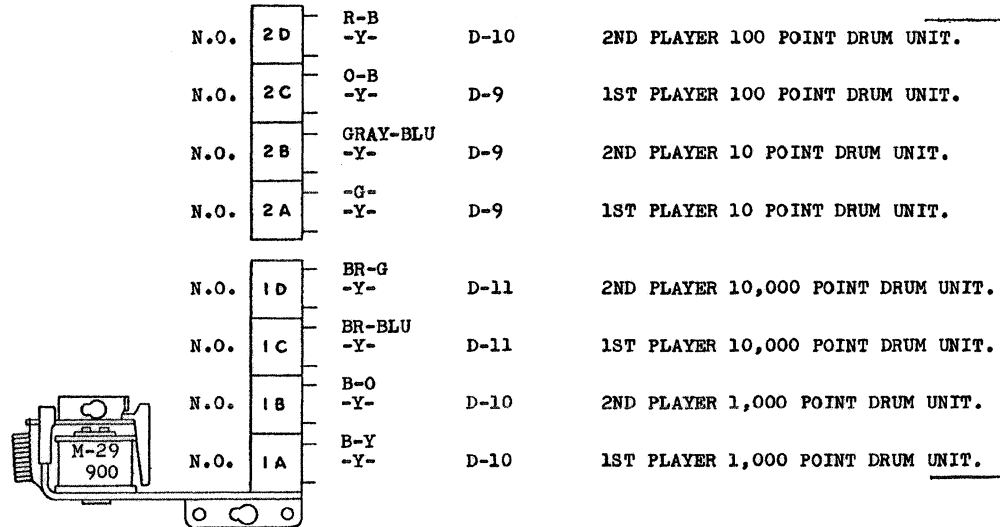 R-B
N.O. 2D -Y- D-10 2ND PLAYER 100 POINT DRUM UNIT.
O-B
N.O. 2C -Y- D-9 1ST PLAYER 100 POINT DRUM UNIT.
GRAY-BLU
N.O. 2B -Y- D-9 2ND PLAYER 10 POINT DRUM UNIT.
-G-
N.O. 2A -Y- D-9 1ST PLAYER 10 POINT DRUM UNIT.
BR-G
N.O. 1D -Y- D-11 2ND PLAYER 10,000 POINT DRUM UNIT.
BR-BLU
N.O. 1C -Y- D-11 1ST PLAYER 10,000 POINT DRUM UNIT.
B-O
N.O. 1B -Y- D-10 2ND PLAYER 1,000 POINT DRUM UNIT.
B-Y
N.O. 1A -Y- D-10 1ST PLAYER 1,000 POINT DRUM UNIT.
M-29
900